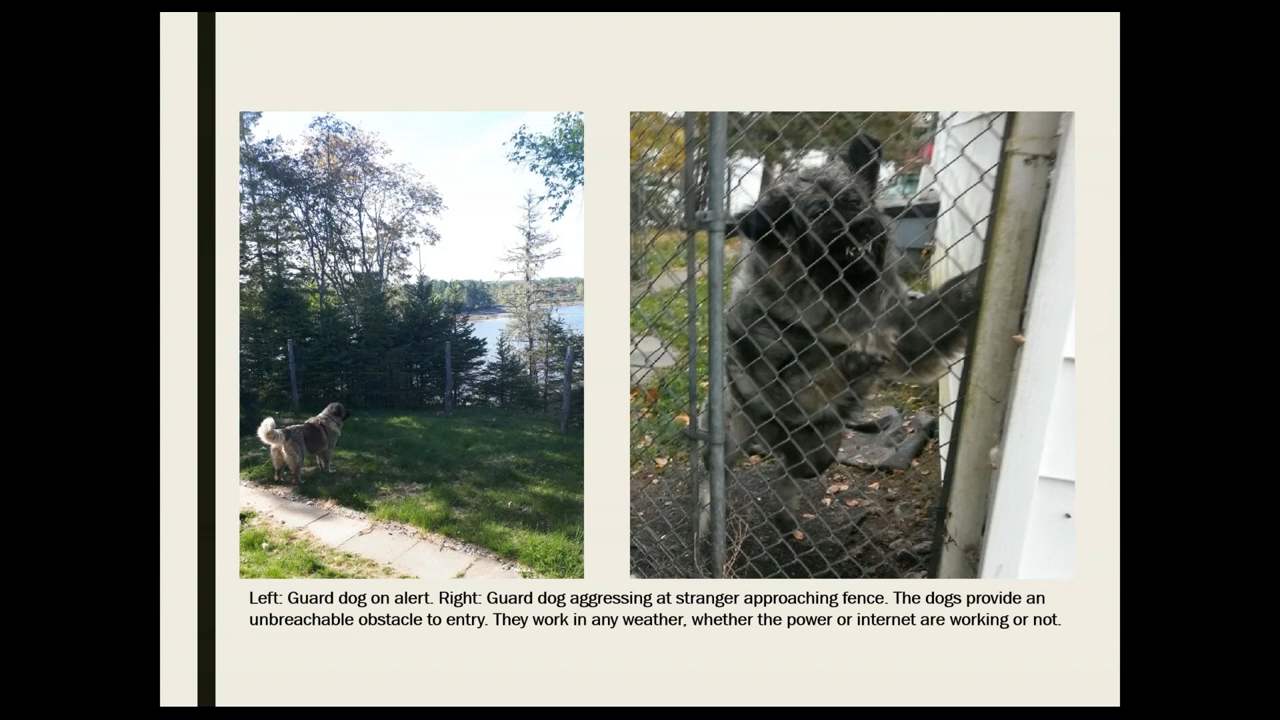 Left: Guard dog on alert. Right: Guard dog aggressing at stranger approaching fence. The dogs provide an
unbreachable obstacle to entry. They work in any weather, whether the power or internet are working or not.